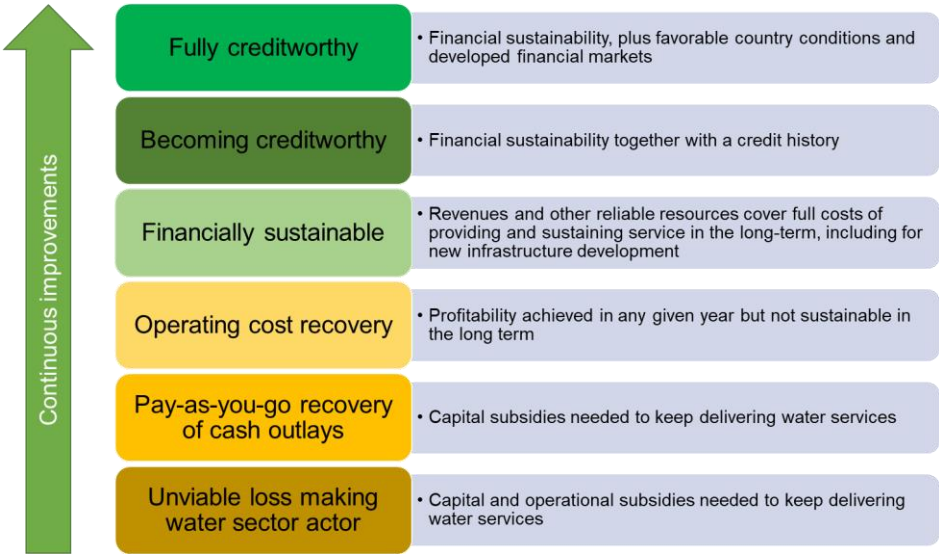 Continuous improvements
Fully creditworthy
• Financial sustainability, plus favorable country conditions and
developed financial markets
Becoming creditworthy
• Financial sustainability together with a credit history
Financially sustainable
• Revenues and other reliable resources cover full costs of
providing and sustaining service in the long-term, including for
new infrastructure development
Operating cost recovery
• Profitability achieved in any given year but not sustainable in
the long term
Pay-as-you-go recovery
of cash outlays
• Capital subsidies needed to keep delivering water services
Unviable loss making
water sector actor
• Capital and operational subsidies needed to keep delivering
water services